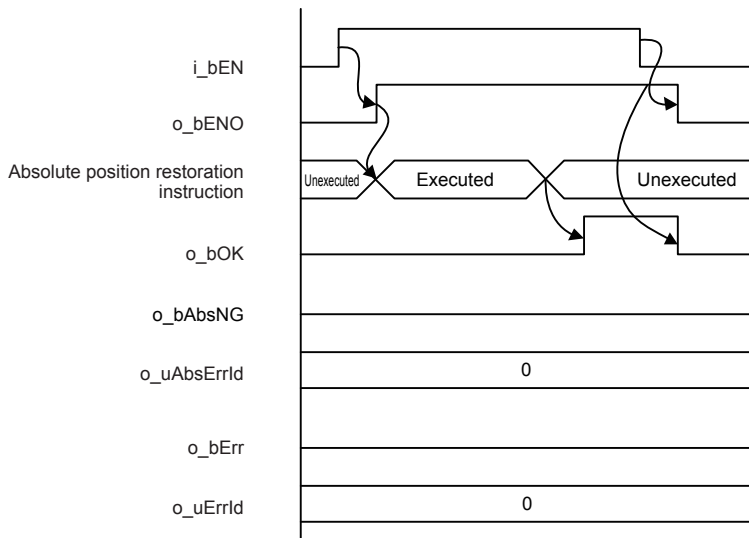 i_bEN
o_bENO
Absolute position restoration
instruction
Unexecuted
Executed
Unexecuted
o_bOK
o_bAbsNG
o_uAbsErrId
0
o_bErr
o_uErrId
0